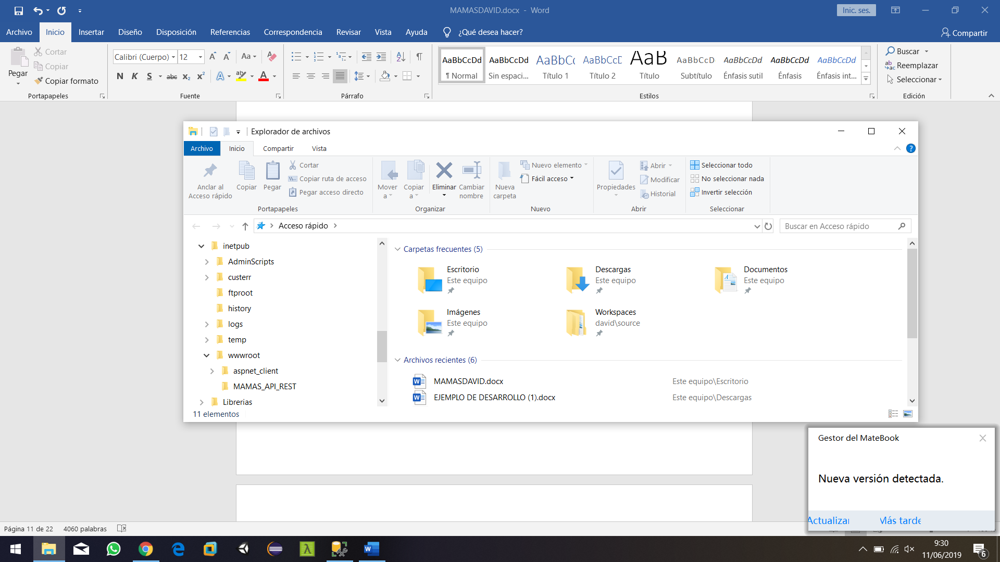 MAMASDAVID.docx - Word
Inic. ses.
Archivo Inicio Insertar Diseño Disposición Referencias Correspondencia Revisar Vista Ayuda ¿Qué desea hacer? Compartir
Pegar
Cortar
Copiar
Copiar formato
Portapapeles
Calibri (Cuerpo) 12
Aa
N K S abc x₂ x²
Fuente
Párrafo
AaBbCcDd AaBbCcDd AaBbCc AaBbCcD AaB AaBbCcD AaBbCcDd AaBbCcDd AaBbCcDd
¶ Normal Sin espaci... Título 1 Título 2 Título Subtítulo Énfasis sutil Énfasis Énfasis int...
Estilos
Buscar
Reemplazar
Seleccionar
Edición
Explorador de archivos
Archivo Inicio Compartir Vista
Anclar al
Acceso rápido
Copiar
Pegar
Cortar
Copiar ruta de acceso
Pegar acceso directo
Portapapeles
Mover
a
Copiar
a
Eliminar
Cambiar
nombre
Organizar
Nueva
carpeta
Nuevo elemento
Fácil acceso
Nuevo
Propiedades
Abrir
Modificar
Historial
Abrir
Seleccionar todo
No seleccionar nada
Invertir selección
Seleccionar
Acceso rápido
Buscar en Acceso rápido
inetpub
AdminScripts
custerr
ftproot
history
logs
temp
wwwroot
aspnet_client
MAMAS_API_REST
Librerias
Carpetas frecuentes (5)
Escritorio
Este equipo
Descargas
Este equipo
Documentos
Este equipo
Imágenes
Este equipo
Workspaces
david\source
Archivos recientes (6)
MAMASDAVID.docx Este equipo\Escritorio
EJEMPLO DE DESARROLLO (1).docx Este equipo\Descargas
11 elementos
Gestor del MateBook
Nueva versión detectada.
Actualizar Más tarde
Página 11 de 22 4060 palabras
9:30
11/06/2019
6